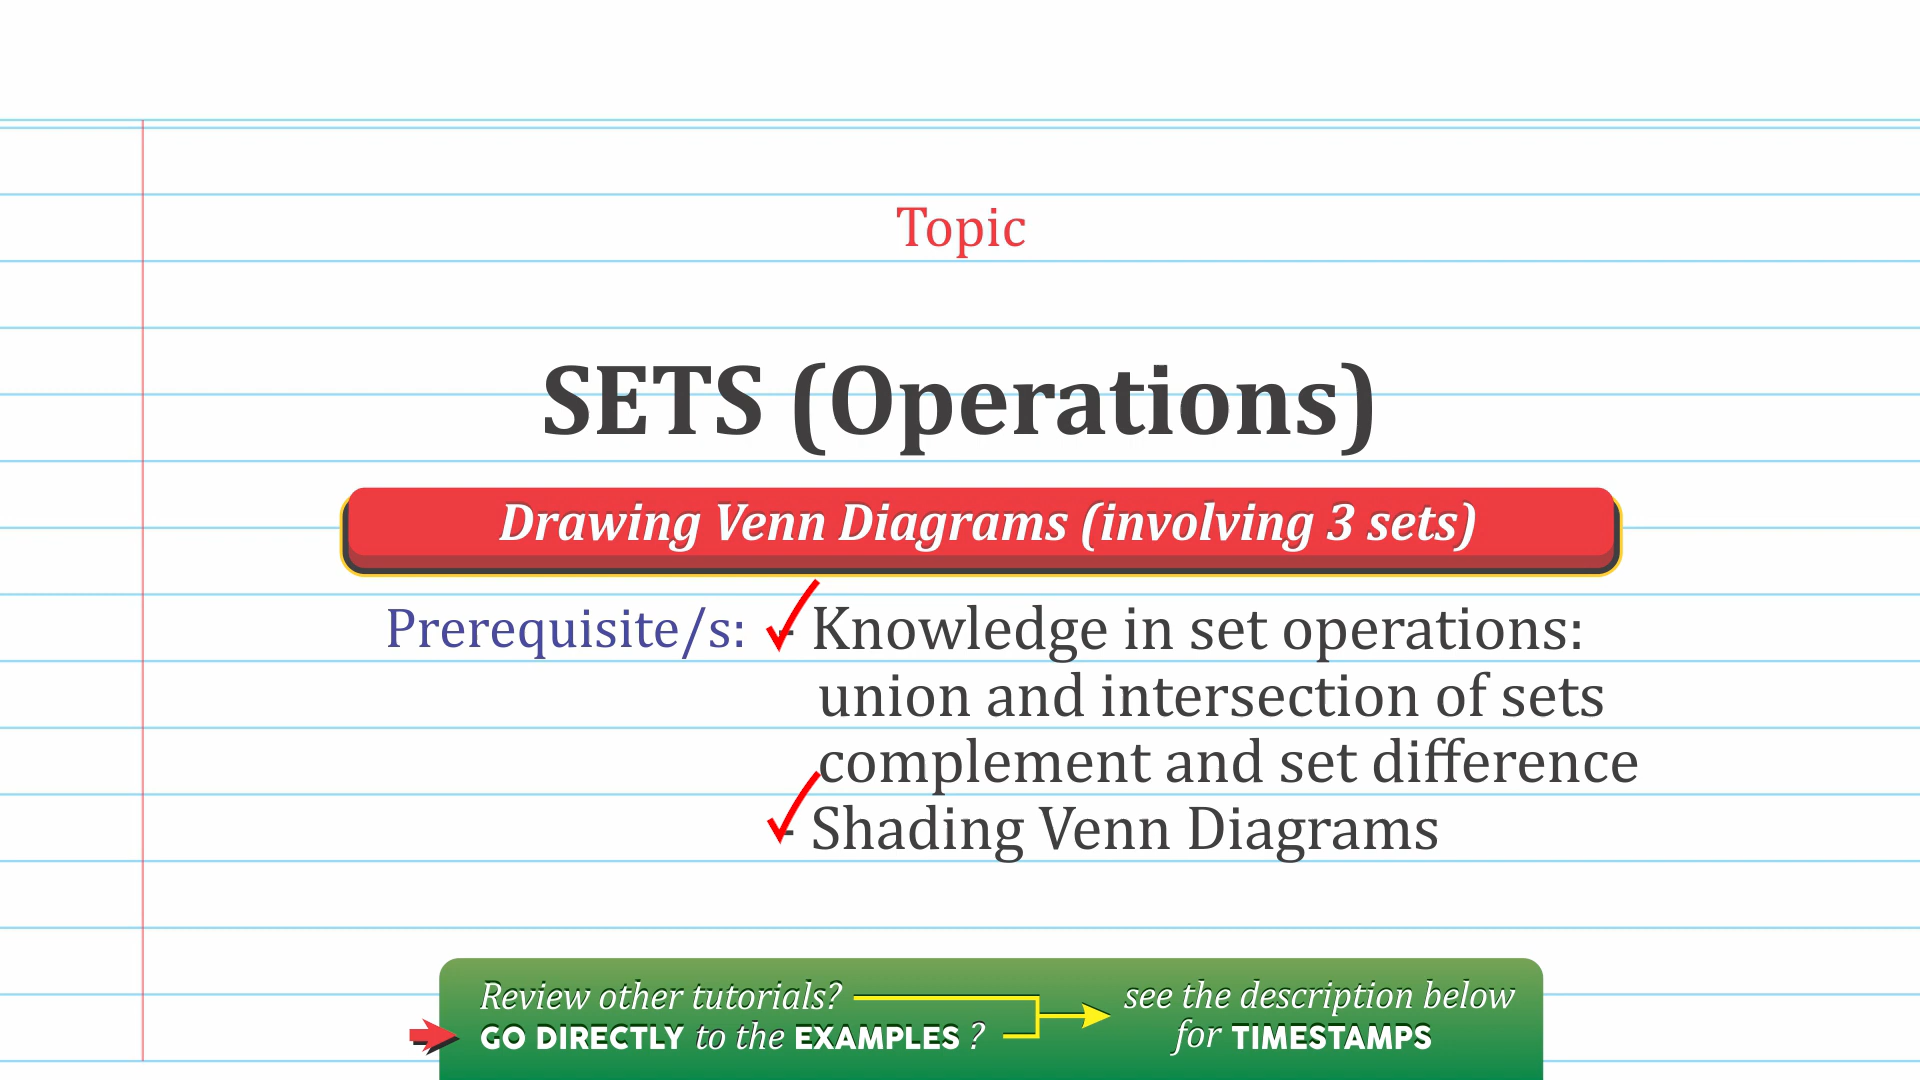 Topic
SETS (Operations)
Drawing Venn Diagrams (involving 3 sets)
Prerequisite/s: - Knowledge in set operations:
union and intersection of sets
complement and set difference
- Shading Venn Diagrams
Review other tutorials? see the description below
GO DIRECTLY to the EXAMPLES ? for TIMESTAMPS